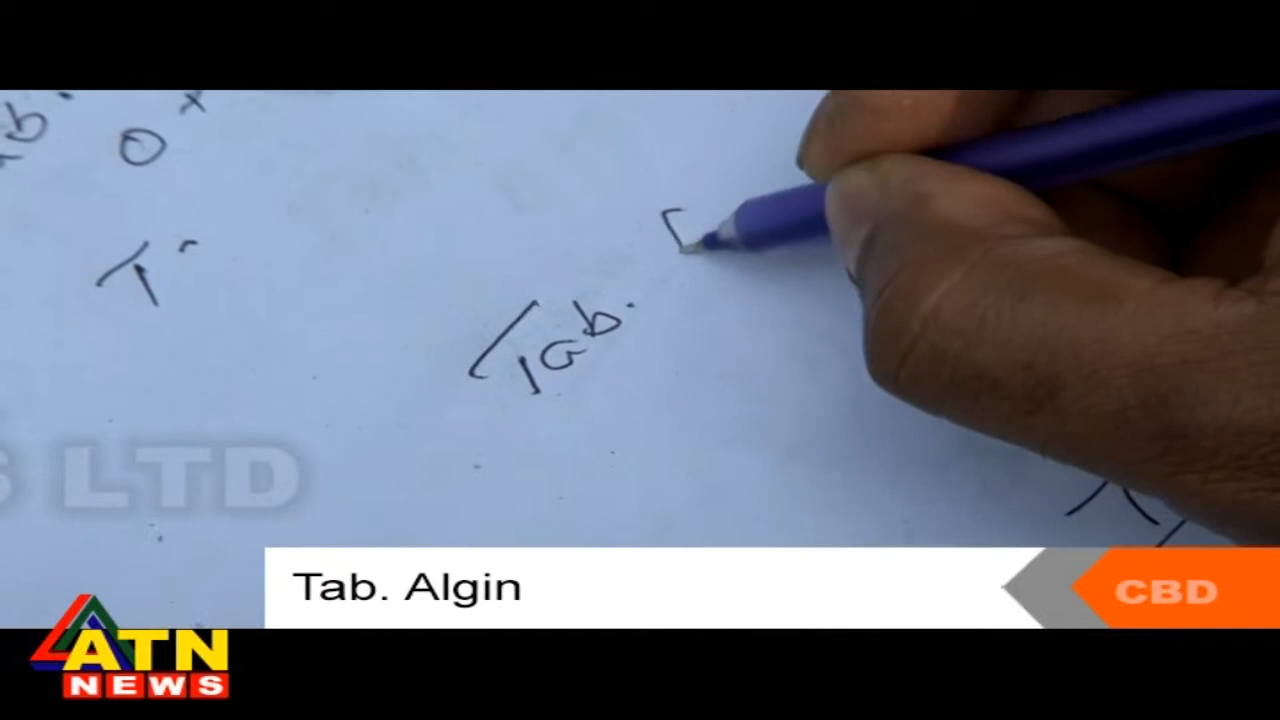 Tab.
S LTD
Tab. Algin
CBD
ATN
NEWS